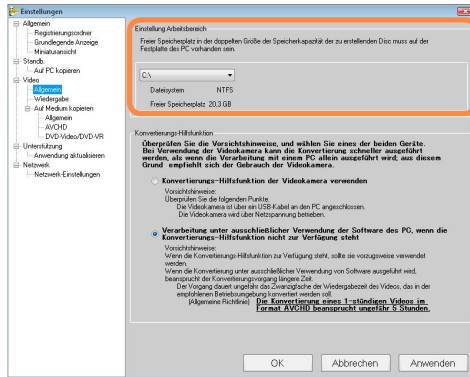 Einstellungen
Allgemein
Registrierungsordner
Grundlegende Anzeige
Miniaturansicht
Standb.
Auf PC kopieren
Video
Allgemein
Wiedergabe
Auf Medium kopieren
Allgemein
AVCHD
DVD-Video/DVD-VR
Unterstützung
Anwendung aktualisieren
Netzwerk
Netzwerk-Einstellungen
Einstellung Arbeitsbereich
Freier Speicherplatz in der doppelten Größe der Speicherkapazität der zu erstellenden Disc muss auf der
Festplatte des PC vorhanden sein.
C:\
Dateisystem NTFS
Freier Speicherplatz 20,3 GB
Konvertierungs-Hilfsfunktion
Überprüfen Sie die Vorsichtshinweise, und wählen Sie eines der beiden Geräte.
Bei Verwendung der Videokamera kann die Konvertierung schneller ausgeführt
werden, als wenn die Verarbeitung mit einem PC allein ausgeführt wird; aus diesem
Grund empfiehlt sich der Gebrauch der Videokamera.
Konvertierungs-Hilfsfunktion der Videokamera verwenden
Vorsichtshinweise:
Überprüfen Sie die folgenden Punkte.
Die Videokamera ist über ein USB-Kabel an den PC angeschlossen.
Die Videokamera wird über Netzspannung betrieben.
Verarbeitung unter ausschließlicher Verwendung der Software des PC, wenn die
Konvertierungs-Hilfsfunktion nicht zur Verfügung steht
Vorsichtshinweise:
Wenn die Konvertierungs-Hilfsfunktion zur Verfügung steht, sollte sie vorzugsweise verwendet
werden.
Wenn die Konvertierung unter ausschließlicher Verwendung von Software ausgeführt wird,
beansprucht der Konvertierungsvorgang längere Zeit.
Der Vorgang dauert ungefähr das Zwanzigfache der Wiedergabezeit des Videos, das in der
empfohlenen Betriebsumgebung konvertiert werden soll.
(Allgemeine Richtlinie) Die Konvertierung eines 1-stündigen Videos im
Format AVCHD beansprucht ungefähr 5 Stunden.
OK
Abbrechen
Anwenden